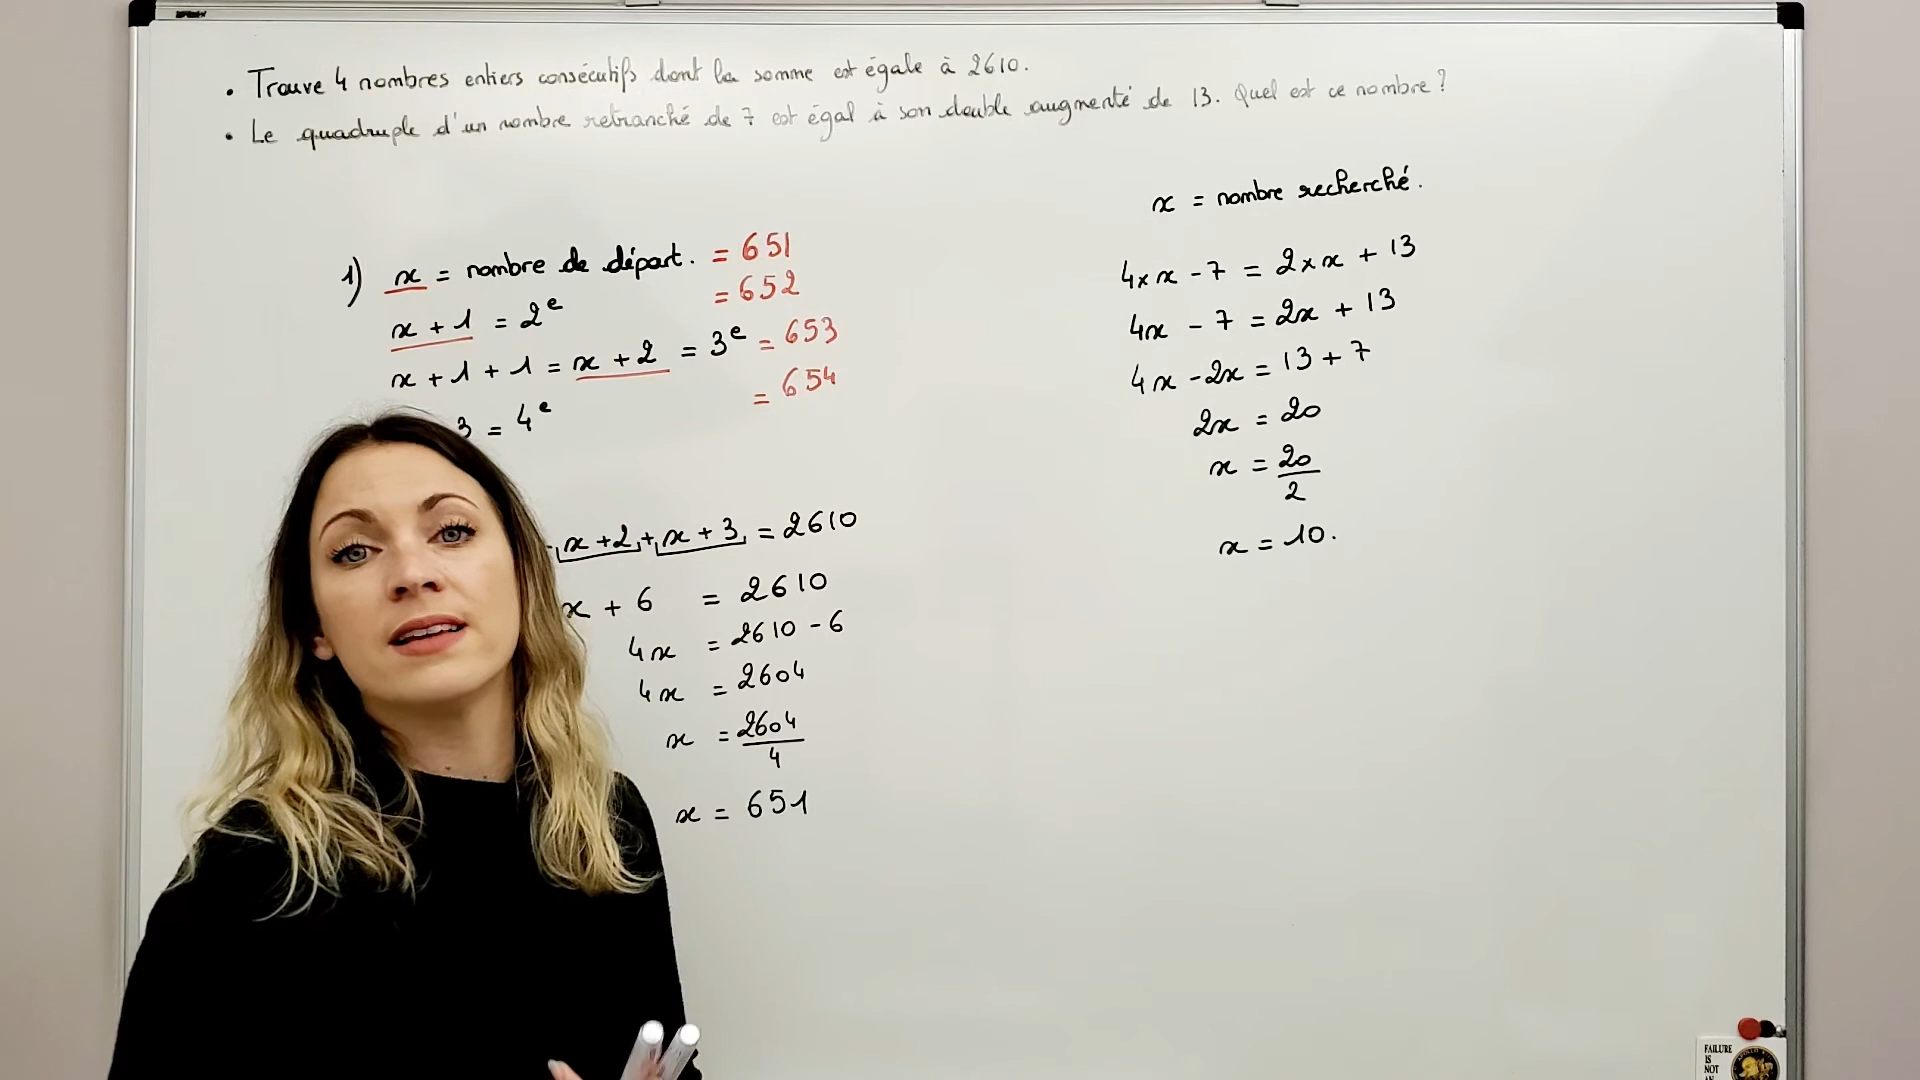 • Trouve 4 nombres entiers consécutifs dont la somme est égale à 2610.
• Le quadruple d'un nombre retranché de 7 est égal à son double augmenté de 13. Quel est ce nombre ?
1) x = nombre de départ. = 651
x + 1 = 2e = 652
x + 1 + 1 = x + 2 = 3e = 653
3 = 4e = 654
x + 2 + x + 3 = 2610
x + 6 = 2610
4x = 2610 - 6
4x = 2604
x = 2604/4
x = 651
x = nombre recherché.
4 × x - 7 = 2 × x + 13
4x - 7 = 2x + 13
4x - 2x = 13 + 7
2x = 20
x = 20/2
x = 10.
FAILURE
IS
NOT
AN